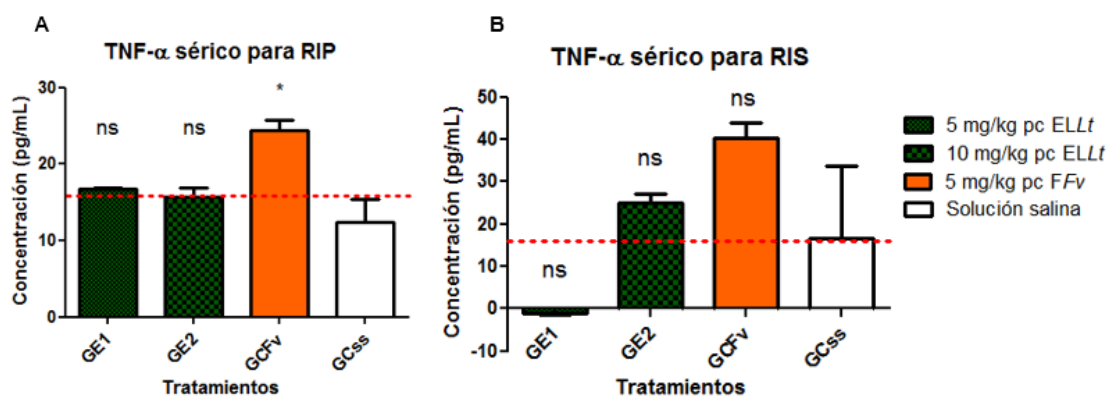 A
TNF-α sérico para RIP
Concentración (pg/mL)
30
20
10
0
ns
ns
*
GE1
GE2
GCFv
GCss
Tratamientos
B
TNF-α sérico para RIS
Concentración (pg/mL)
50
40
30
20
10
0
-10
ns
ns
ns
GE1
GE2
GCFv
GCss
Tratamientos
5 mg/kg pc ELLt
10 mg/kg pc ELLt
5 mg/kg pc FFv
Solución salina